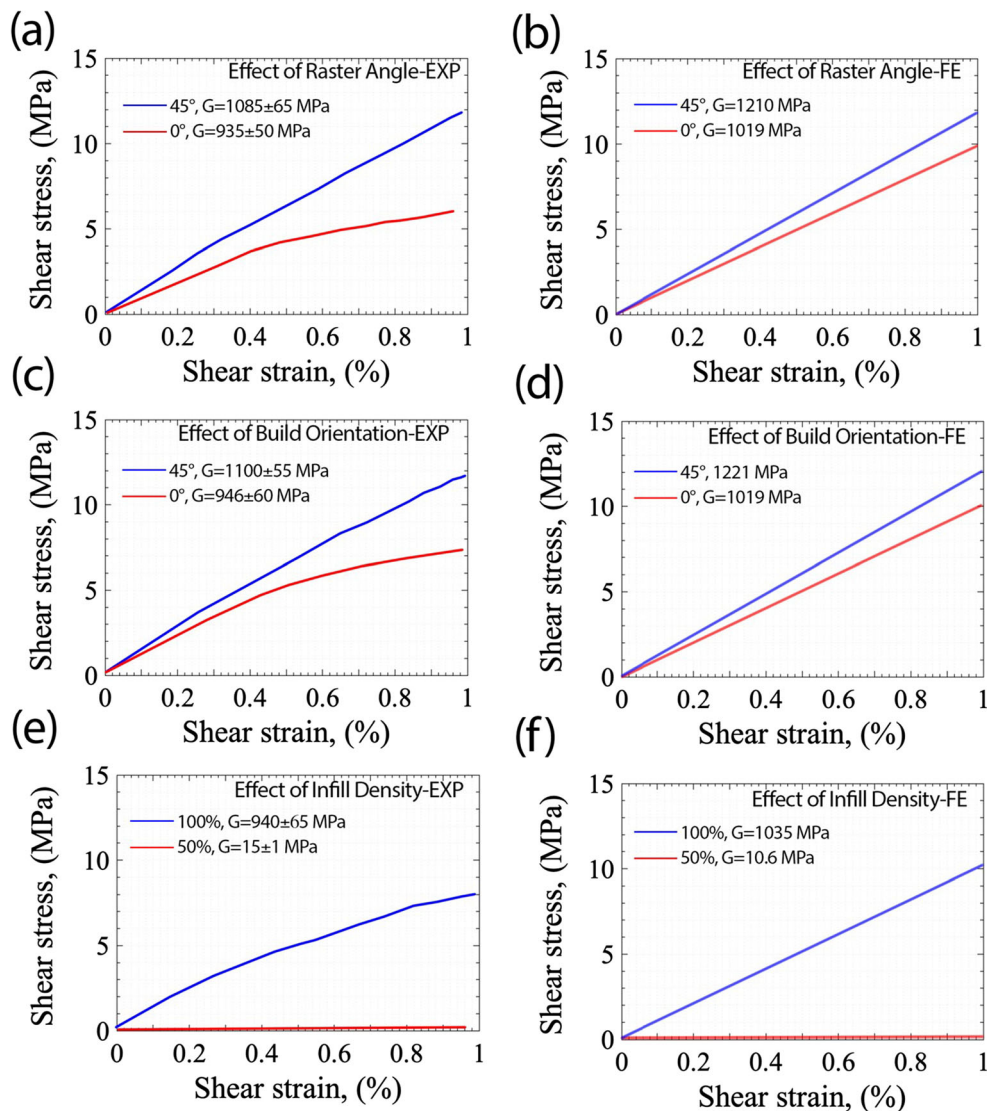 (a)
15
10
5
0
Shear stress, (MPa)
Effect of Raster Angle-EXP
45°, G=1085±65 MPa
0°, G=935±50 MPa
0 0.2 0.4 0.6 0.8 1
Shear strain, (%)
(b)
15
10
5
0
Shear stress, (MPa)
Effect of Raster Angle-FE
45°, G=1210 MPa
0°, G=1019 MPa
0 0.2 0.4 0.6 0.8 1
Shear strain, (%)
(c)
15
10
5
0
Shear stress, (MPa)
Effect of Build Orientation-EXP
45°, G=1100±55 MPa
0°, G=946±60 MPa
0 0.2 0.4 0.6 0.8 1
Shear strain, (%)
(d)
15
10
5
0
Shear stress, (MPa)
Effect of Build Orientation-FE
45°, 1221 MPa
0°, G=1019 MPa
0 0.2 0.4 0.6 0.8 1
Shear strain, (%)
(e)
15
10
5
0
Shear stress, (MPa)
Effect of Infill Density-EXP
100%, G=940±65 MPa
50%, G=15±1 MPa
0 0.2 0.4 0.6 0.8 1
Shear strain, (%)
(f)
15
10
5
0
Shear stress, (MPa)
Effect of Infill Density-FE
100%, G=1035 MPa
50%, G=10.6 MPa
0 0.2 0.4 0.6 0.8 1
Shear strain, (%)